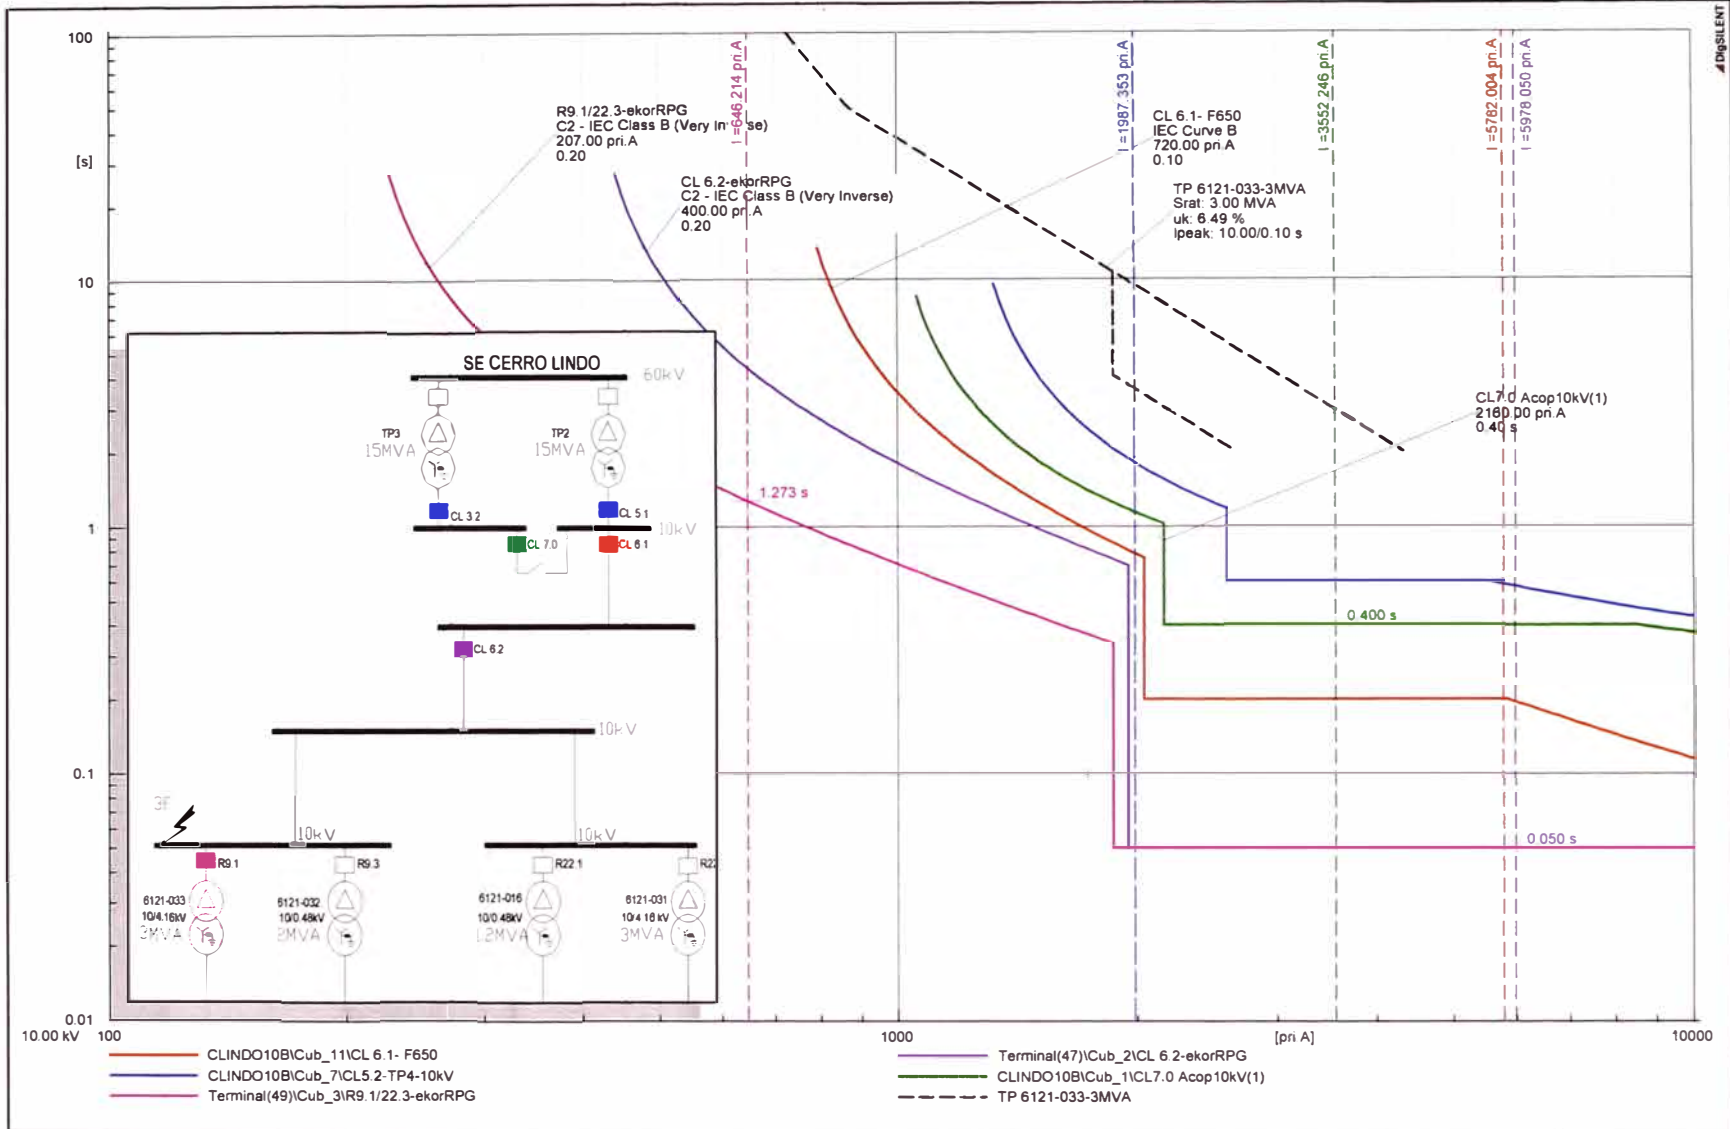 DIgSILENT
100
[s]
10
1
0.1
0.01
10.00 kV
100
1000
[pri.A]
10000
I =646.214 pri.A
I =1987.353 pri.A
I =3552.246 pri.A
I =5782.004 pri.A
I =5978.050 pri.A
R9.1/22.3-ekorRPG
C2 - IEC Class B (Very Inverse)
207.00 pri.A
0.20
CL 6.2-ekorRPG
C2 - IEC Class B (Very Inverse)
400.00 pri.A
0.20
CL 6.1- F650
IEC Curve B
720.00 pri.A
0.10
TP 6121-033-3MVA
Srat: 3.00 MVA
uk: 6.49 %
Ipeak: 10.00/0.10 s
CL7.0 Acop10kV(1)
2160.00 pri.A
0.40 s
1.273 s
0.400 s
0.050 s
SE CERRO LINDO
60kV
TP3
15MVA
TP2
15MVA
CL 3.2
CL 5.1
10kV
CL 7.0
CL 6.1
CL 6.2
10kV
3F
10kV
10kV
R9.1
R9.3
R22.1
R22
6121-033
10/4.16kV
3MVA
6121-032
10/0.48kV
2MVA
6121-016
10/0.48kV
1.2MVA
6121-031
10/4.16 kV
3MVA
CLINDO10B\Cub_11\CL 6.1- F650
CLINDO10B\Cub_7\CL5.2-TP4-10kV
Terminal(49)\Cub_3\R9.1/22.3-ekorRPG
Terminal(47)\Cub_2\CL 6.2-ekorRPG
CLINDO10B\Cub_1\CL7.0 Acop10kV(1)
TP 6121-033-3MVA